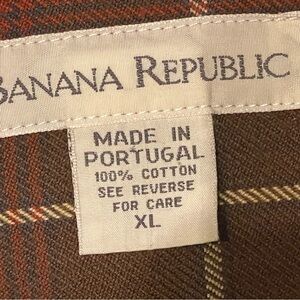 BANANA REPUBLIC
MADE IN
PORTUGAL
100% COTTON
SEE REVERSE
FOR CARE
XL